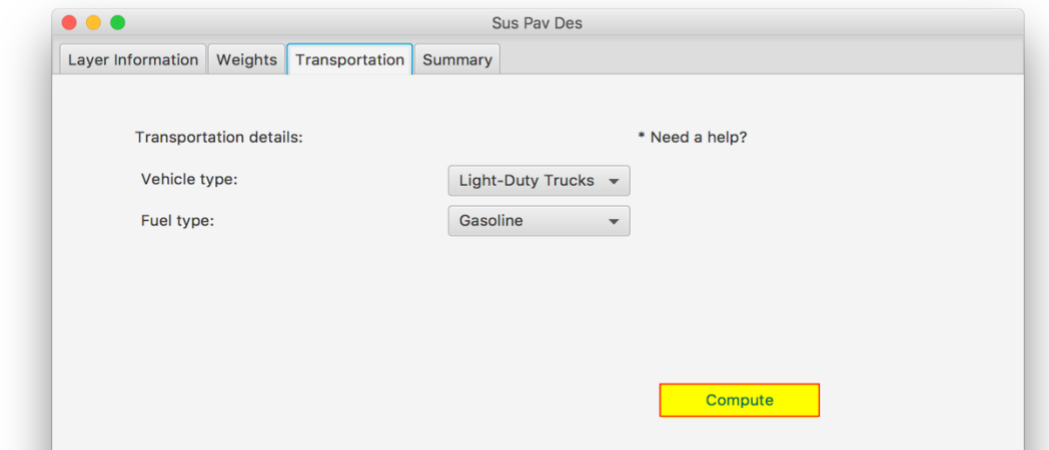 Sus Pav Des
Layer Information Weights Transportation Summary
Transportation details: * Need a help?
Vehicle type: Light-Duty Trucks
Fuel type: Gasoline
Compute